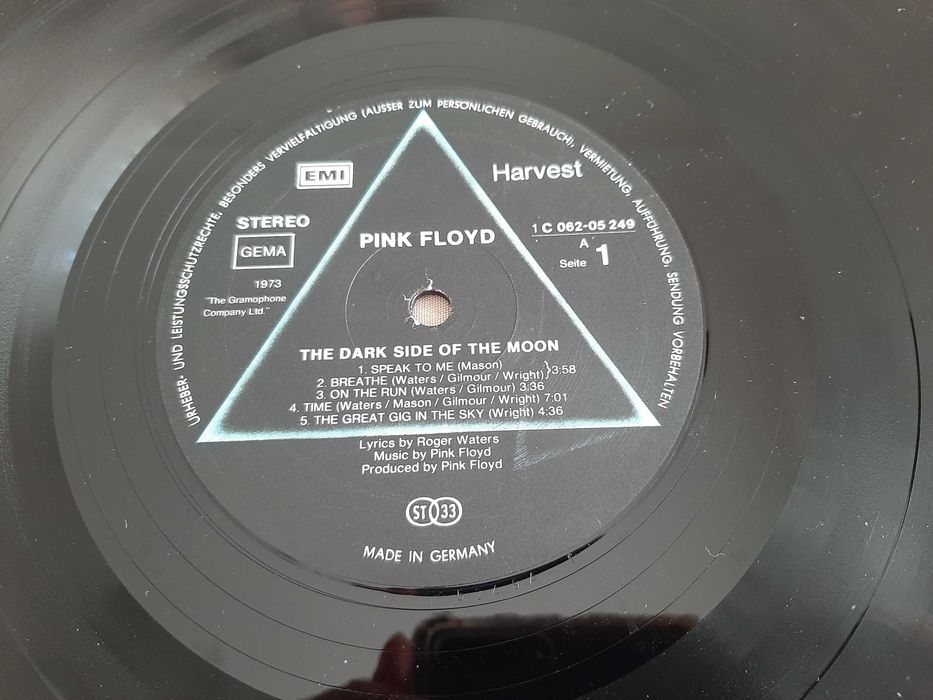 URHEBER- UND LEISTUNGSSCHUTZRECHTE, BESONDERS VERVIELFÄLTIGUNG (AUSSER ZUM PERSÖNLICHEN GEBRAUCH), VERMIETUNG, AUFFÜHRUNG, SENDUNG VORBEHALTEN
EMI
Harvest
STEREO
GEMA
1973
"The Gramophone
Company Ltd."
PINK FLOYD
1 C 062-05 249
A
Seite 1
THE DARK SIDE OF THE MOON
1. SPEAK TO ME (Mason)
2. BREATHE (Waters / Gilmour / Wright) }3:58
3. ON THE RUN (Waters / Gilmour) 3:36
4. TIME (Waters / Mason / Gilmour / Wright) 7:01
5. THE GREAT GIG IN THE SKY (Wright) 4:36
Lyrics by Roger Waters
Music by Pink Floyd
Produced by Pink Floyd
ST 33
MADE IN GERMANY